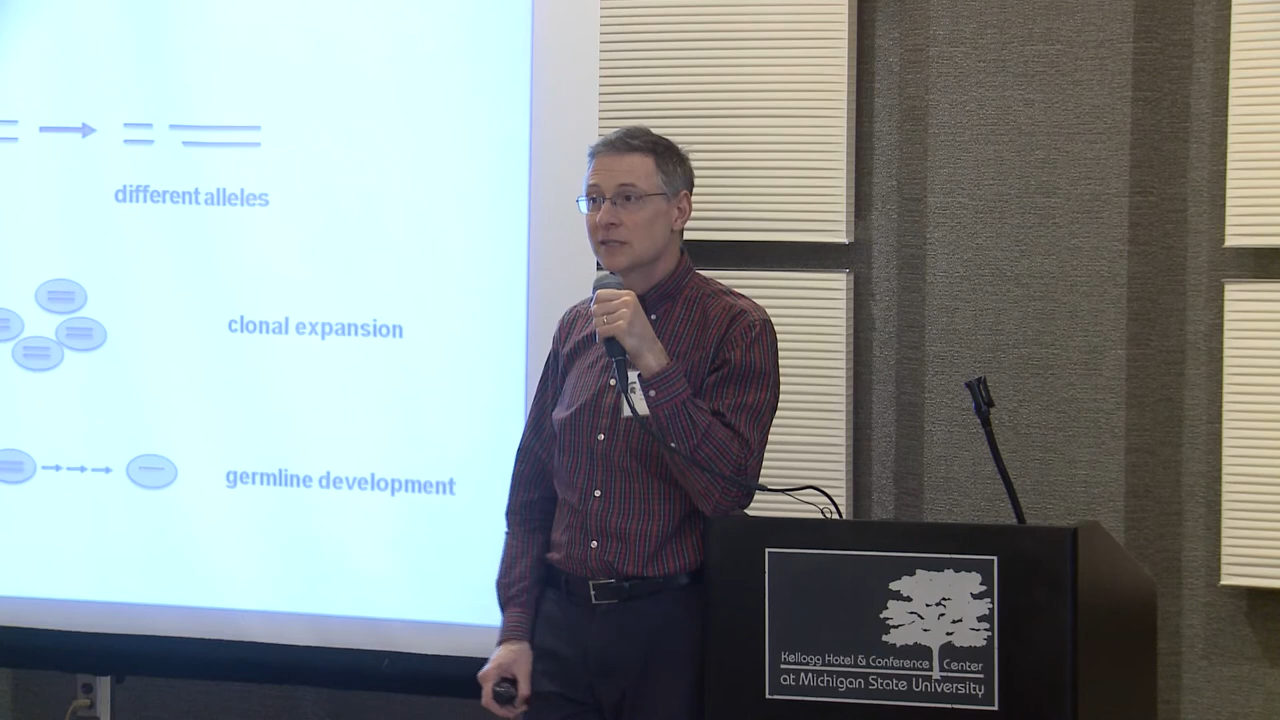 different alleles
clonal expansion
germline development
Kellogg Hotel & Conference Center
at Michigan State University